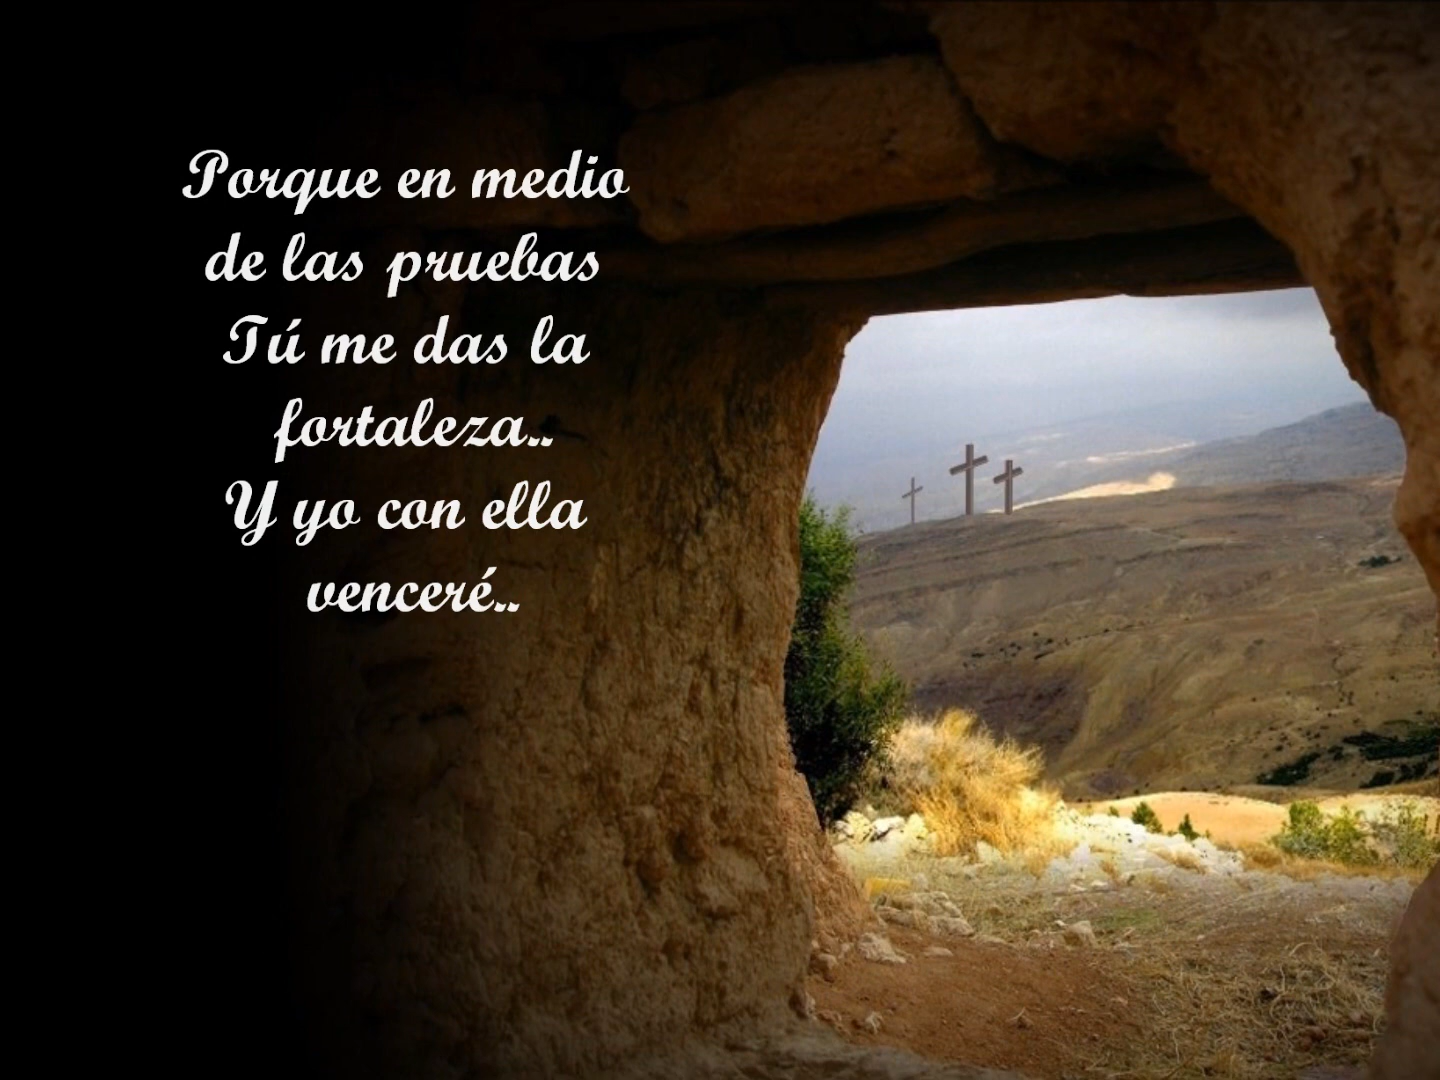 Porque en medio
de las pruebas
Tú me das la
fortaleza..
Y yo con ella
venceré..